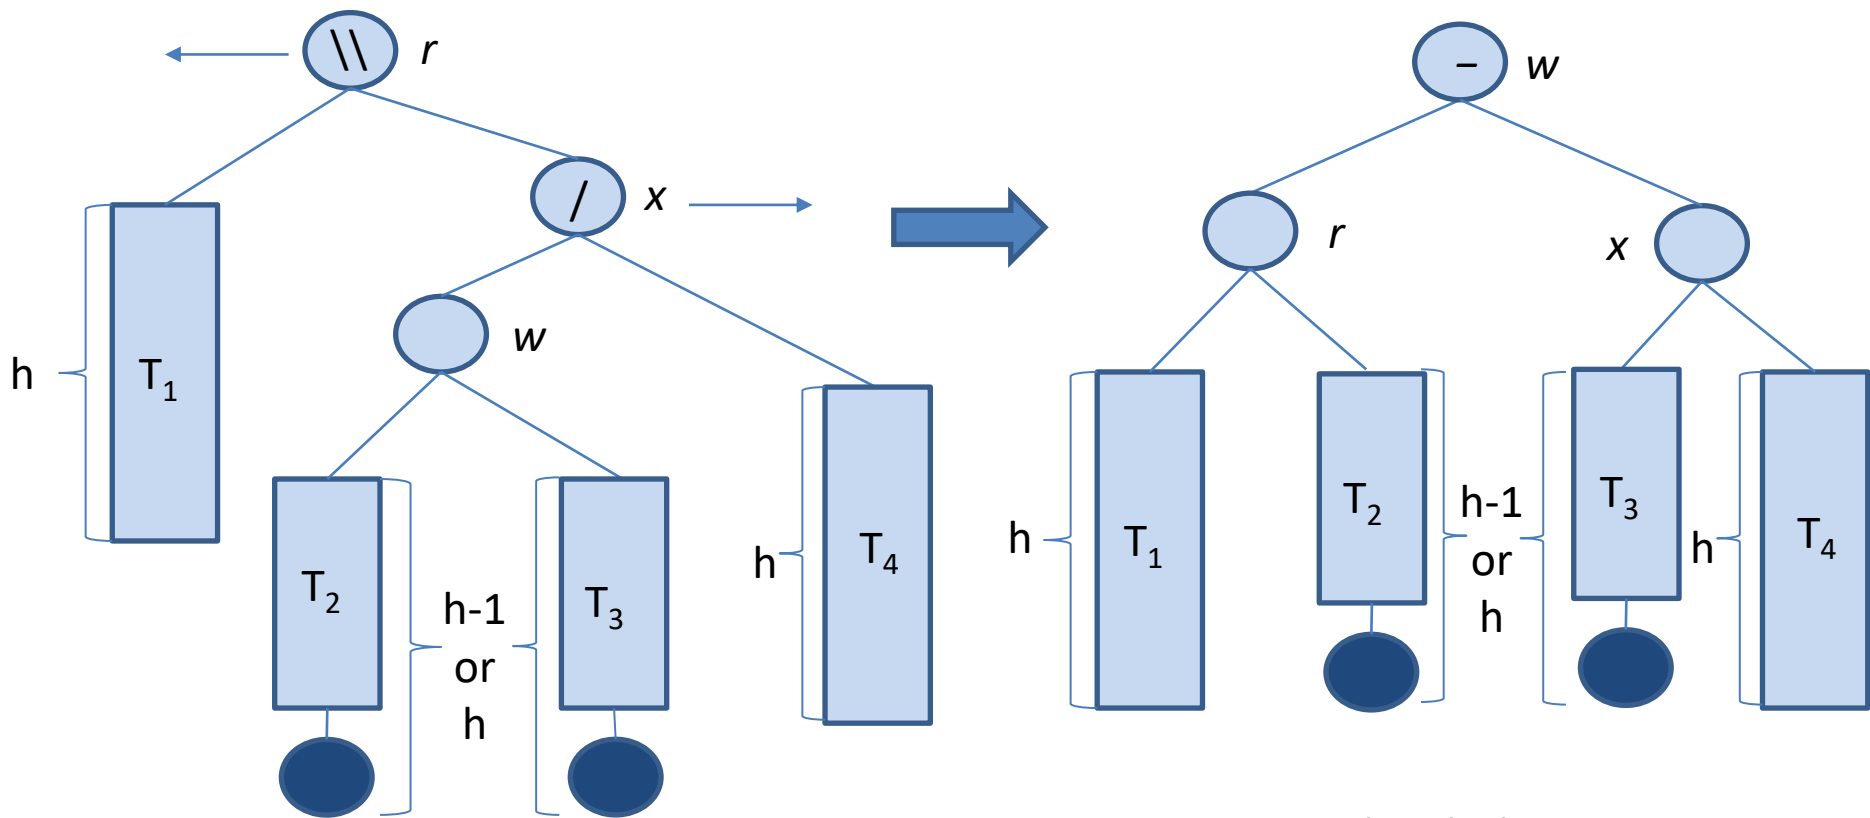 \\ r
/ x
w
h
T1
T2
h-1
or
h
T3
h
T4
– w
r
x
h
T1
T2
h-1
or
h
T3
h
T4